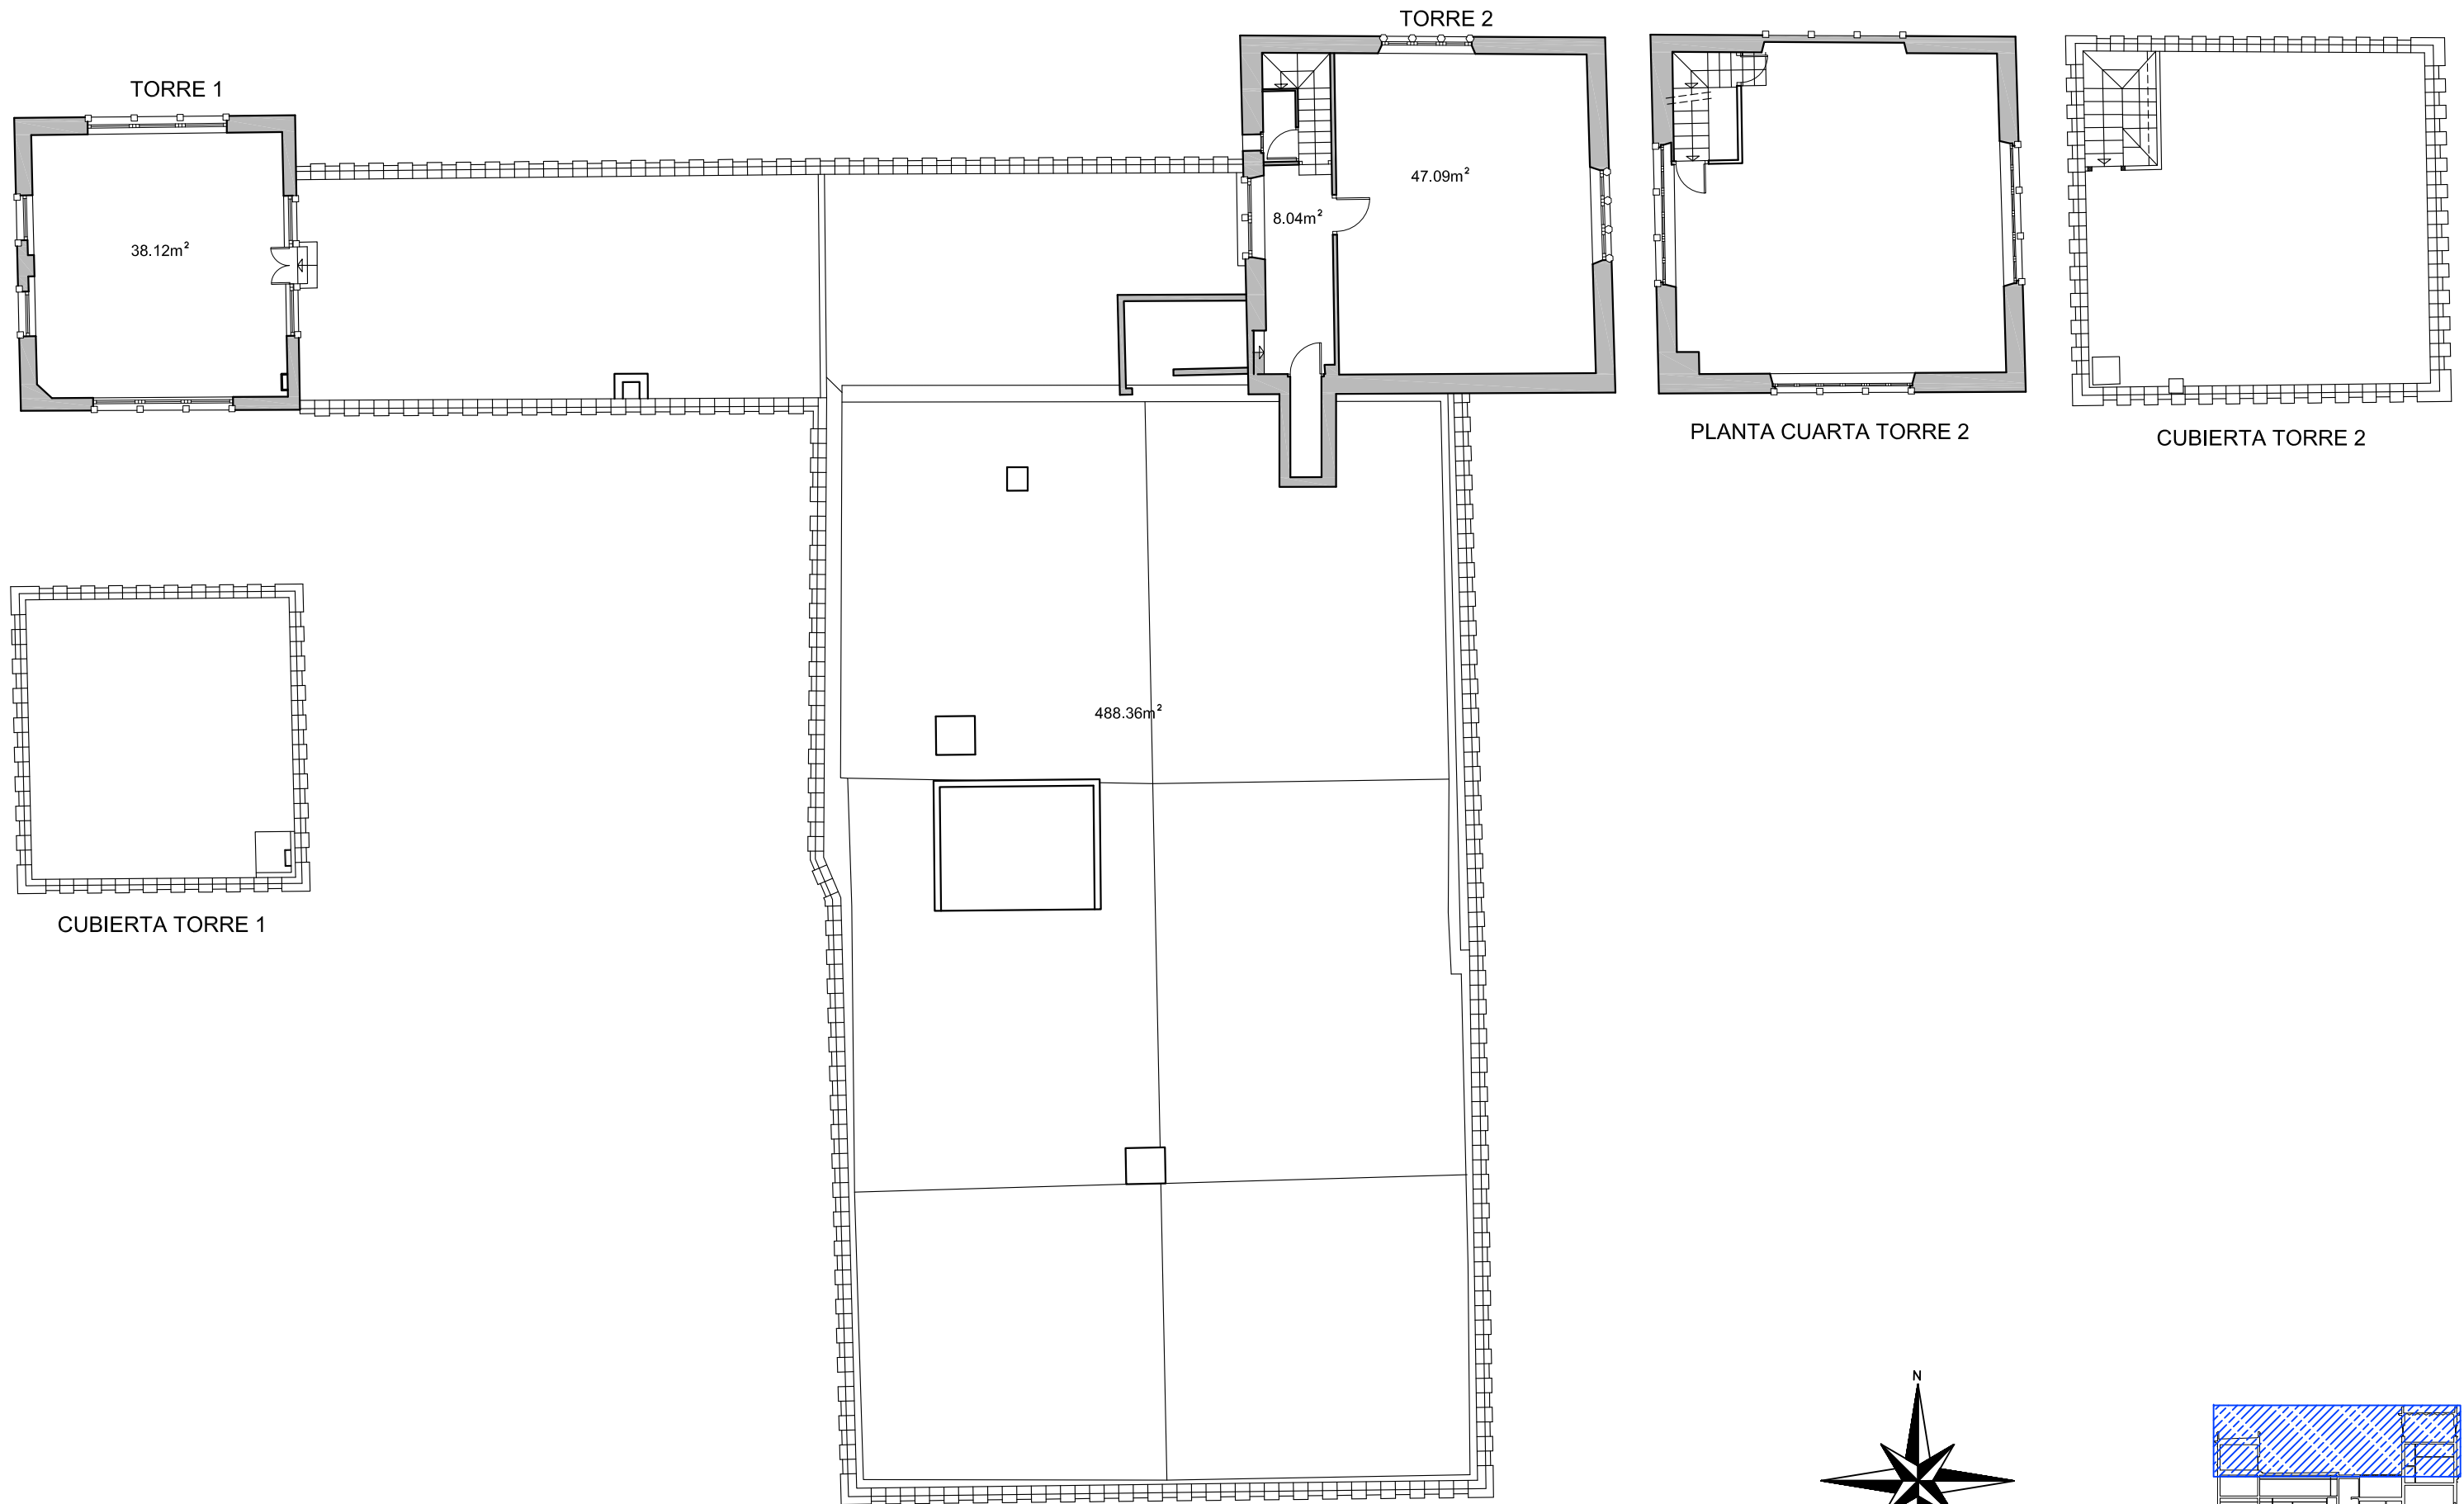 TORRE 2
TORRE 1
47.09m²
8.04m²
38.12m²
PLANTA CUARTA TORRE 2
CUBIERTA TORRE 2
488.36m²
CUBIERTA TORRE 1
N